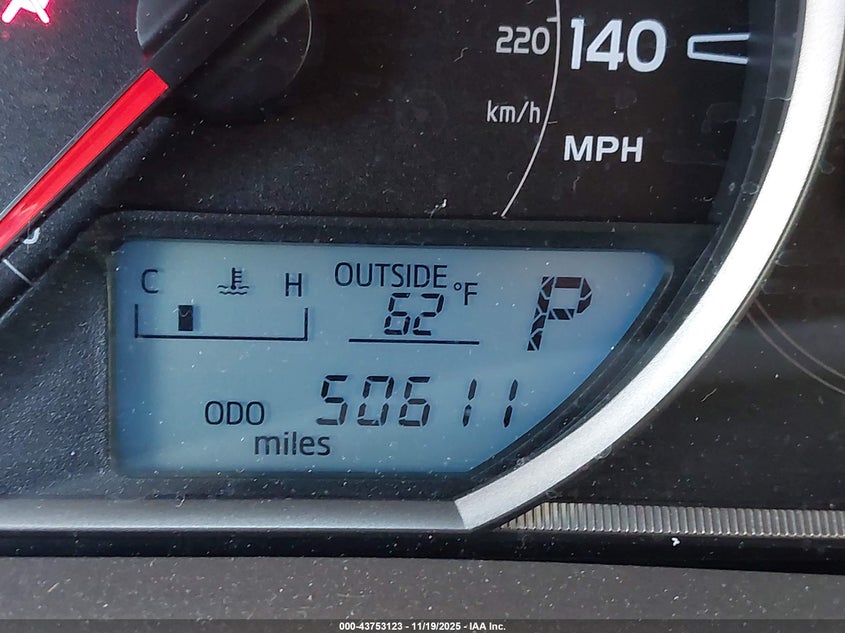 220 140
km/h
MPH
C H OUTSIDE °F
62 P
ODO 50611
miles
000-43753123 - 11/19/2025 - IAA Inc.